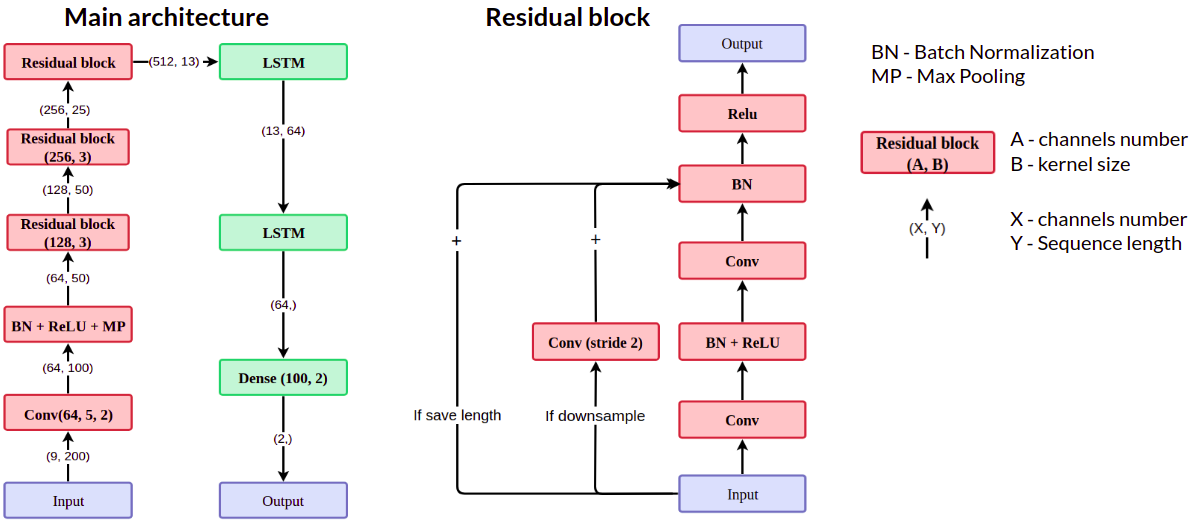 Main architecture
Residual block
(512, 13)
LSTM
(256, 25)
Residual block
(256, 3)
(128, 50)
Residual block
(128, 3)
(64, 50)
BN + ReLU + MP
(64, 100)
Conv(64, 5, 2)
(9, 200)
Input
(13, 64)
LSTM
(64,)
Dense (100, 2)
(2,)
Output
Residual block
Output
Relu
BN
+
+
Conv
Conv (stride 2)
BN + ReLU
If save length
If downsample
Conv
Input
BN - Batch Normalization
MP - Max Pooling
Residual block
(A, B)
A - channels number
B - kernel size
(X, Y)
X - channels number
Y - Sequence length